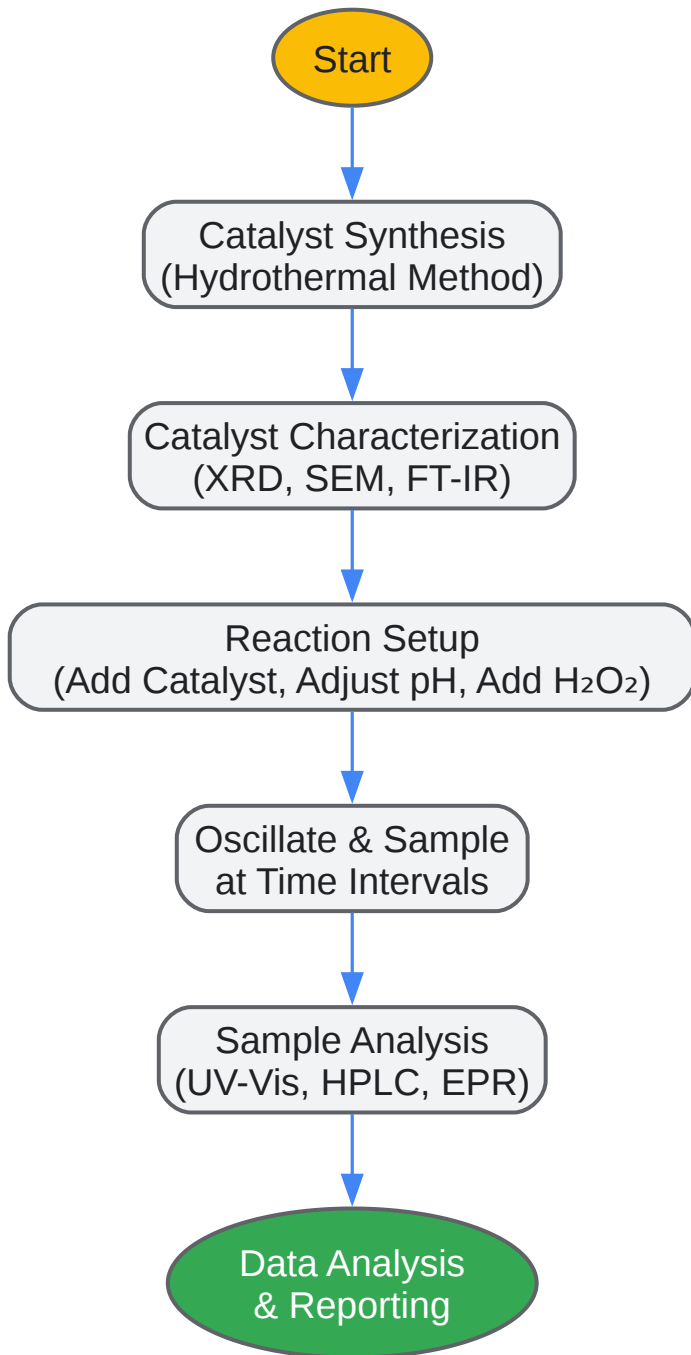 Start
Catalyst Synthesis
(Hydrothermal Method)
Catalyst Characterization
(XRD, SEM, FT-IR)
Reaction Setup
(Add Catalyst, Adjust pH, Add H₂O₂)
Oscillate & Sample
at Time Intervals
Sample Analysis
(UV-Vis, HPLC, EPR)
Data Analysis
& Reporting